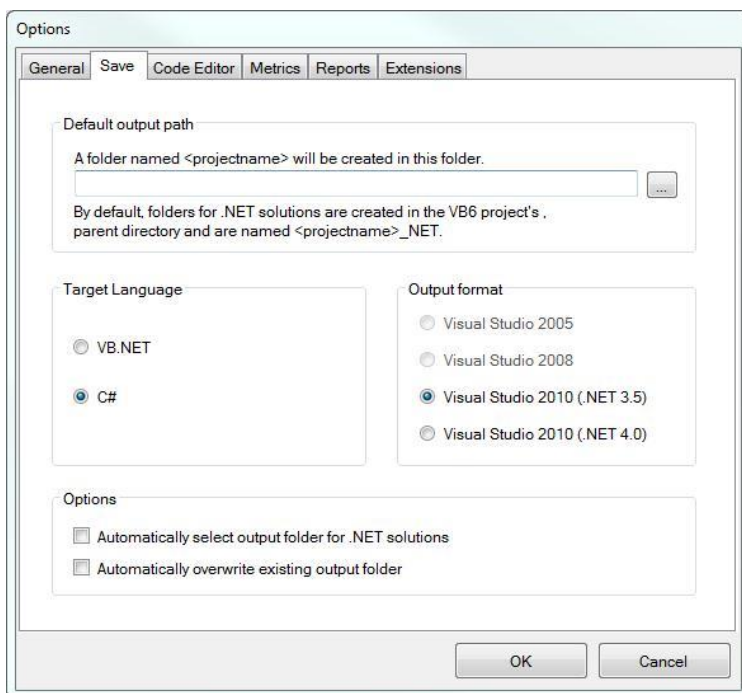 Options
General Save Code Editor Metrics Reports Extensions
Default output path
A folder named <projectname> will be created in this folder.
...
By default, folders for .NET solutions are created in the VB6 project's ,
parent directory and are named <projectname>_NET.
Target Language
VB.NET
C#
Output format
Visual Studio 2005
Visual Studio 2008
Visual Studio 2010 (.NET 3.5)
Visual Studio 2010 (.NET 4.0)
Options
Automatically select output folder for .NET solutions
Automatically overwrite existing output folder
OK Cancel